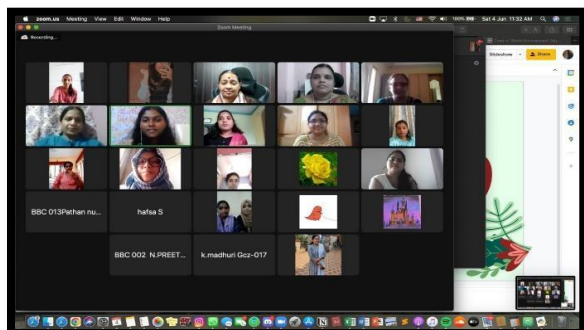 zoom.us Meeting View Edit Window Help
100% Sat 4 Jun 11:32 AM
Zoom Meeting
Recording...
Slideshow
Share
BBC 013Pathan nu...
hafsa S
BBC 002 N.PREET...
k.madhuri Gcz-017